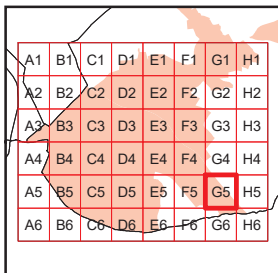 A1 B1 C1 D1 E1 F1 G1 H1
A2 B2 C2 D2 E2 F2 G2 H2
A3 B3 C3 D3 E3 F3 G3 H3
A4 B4 C4 D4 E4 F4 G4 H4
A5 B5 C5 D5 E5 F5 G5 H5
A6 B6 C6 D6 E6 F6 G6 H6